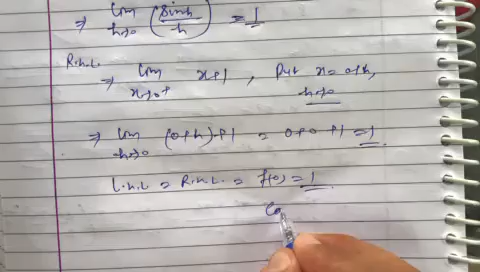 ⇒ lim h→0 (sinh/h) = 1
R.h.l.
⇒ lim x→0+ x+1 , Put x=0+h, h→0
⇒ lim h→0 (0+h)+1 = 0+0+1 = 1
L.h.l = R.h.l. = f(0) = 1
Co